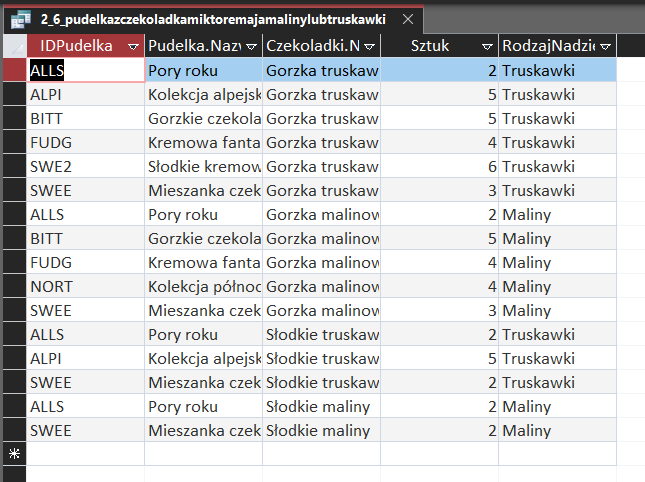 2_6_pudelkazczekoladkamiktoremajamalinylubtruskawki
IDPudelka Pudelka.Nazw Czekoladki.N Sztuk RodzajNadzie
ALLS Pory roku Gorzka truskaw 2 Truskawki
ALPI Kolekcja alpejsk Gorzka truskaw 5 Truskawki
BITT Gorzkie czekola Gorzka truskaw 5 Truskawki
FUDG Kremowa fanta Gorzka truskaw 4 Truskawki
SWE2 Słodkie kremow Gorzka truskaw 6 Truskawki
SWEE Mieszanka czek Gorzka truskaw 3 Truskawki
ALLS Pory roku Gorzka malinow 2 Maliny
BITT Gorzkie czekola Gorzka malinow 5 Maliny
FUDG Kremowa fanta Gorzka malinow 4 Maliny
NORT Kolekcja północ Gorzka malinow 4 Maliny
SWEE Mieszanka czek Gorzka malinow 3 Maliny
ALLS Pory roku Słodkie truskaw 2 Truskawki
ALPI Kolekcja alpejsk Słodkie truskaw 5 Truskawki
SWEE Mieszanka czek Słodkie truskaw 2 Truskawki
ALLS Pory roku Słodkie maliny 2 Maliny
SWEE Mieszanka czek Słodkie maliny 2 Maliny